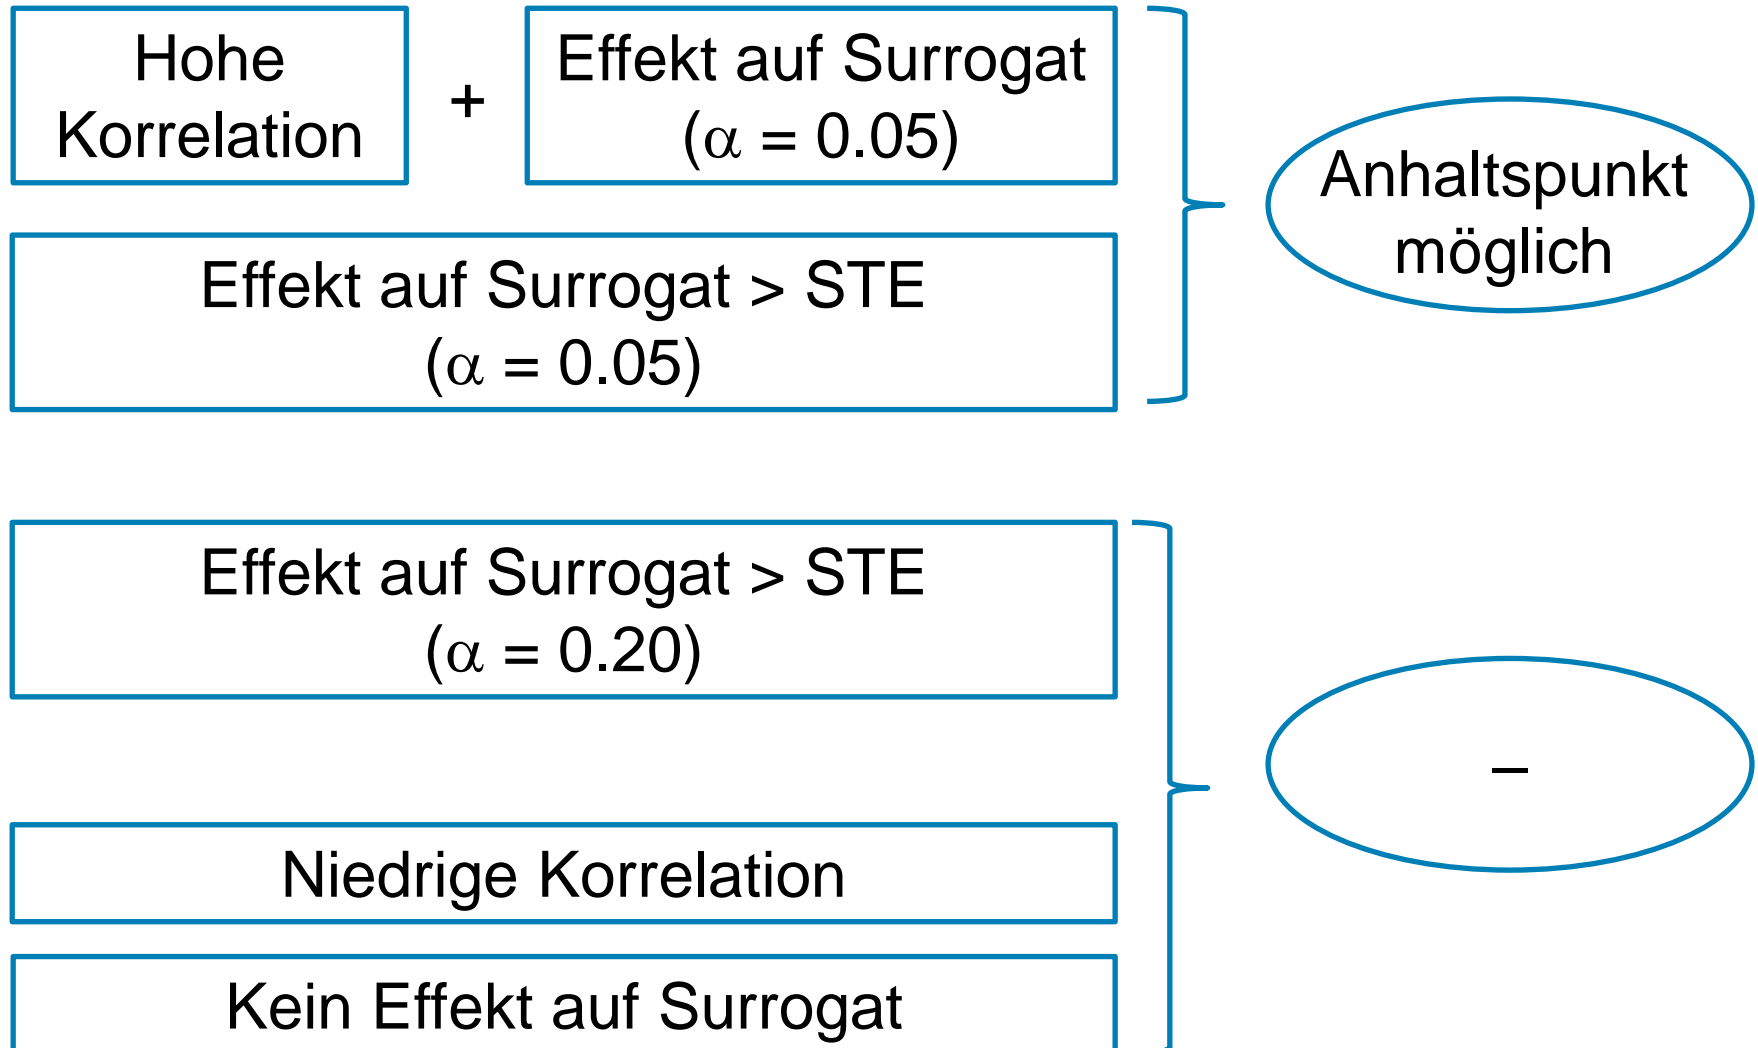 Hohe
Korrelation
+
Effekt auf Surrogat
(α = 0.05)
Anhaltspunkt
möglich
Effekt auf Surrogat > STE
(α = 0.05)
Effekt auf Surrogat > STE
(α = 0.20)
–
Niedrige Korrelation
Kein Effekt auf Surrogat